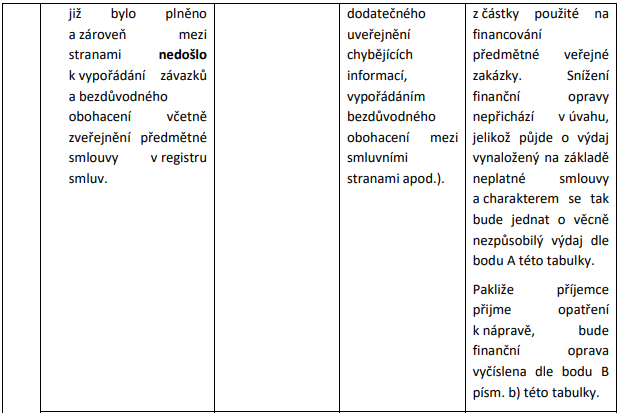 již bylo plněno
a zároveň mezi
stranami nedošlo
k vypořádání závazků
a bezdůvodného
obohacení včetně
zveřejnění předmětné
smlouvy v registru
smluv.
dodatečného
uveřejnění
chybějících
informací,
vypořádáním
bezdůvodného
obohacení mezi
smluvními
stranami apod.).
z částky použité na
financování
předmětné veřejné
zakázky. Snížení
finanční opravy
nepřichází v úvahu,
jelikož půjde o výdaj
vynaložený na základě
neplatné smlouvy
a charakterem se tak
bude jednat o věcně
nezpůsobilý výdaj dle
bodu A této tabulky.
Pakliže příjemce
přijme opatření
k nápravě, bude
finanční oprava
vyčíslena dle bodu B
písm. b) této tabulky.